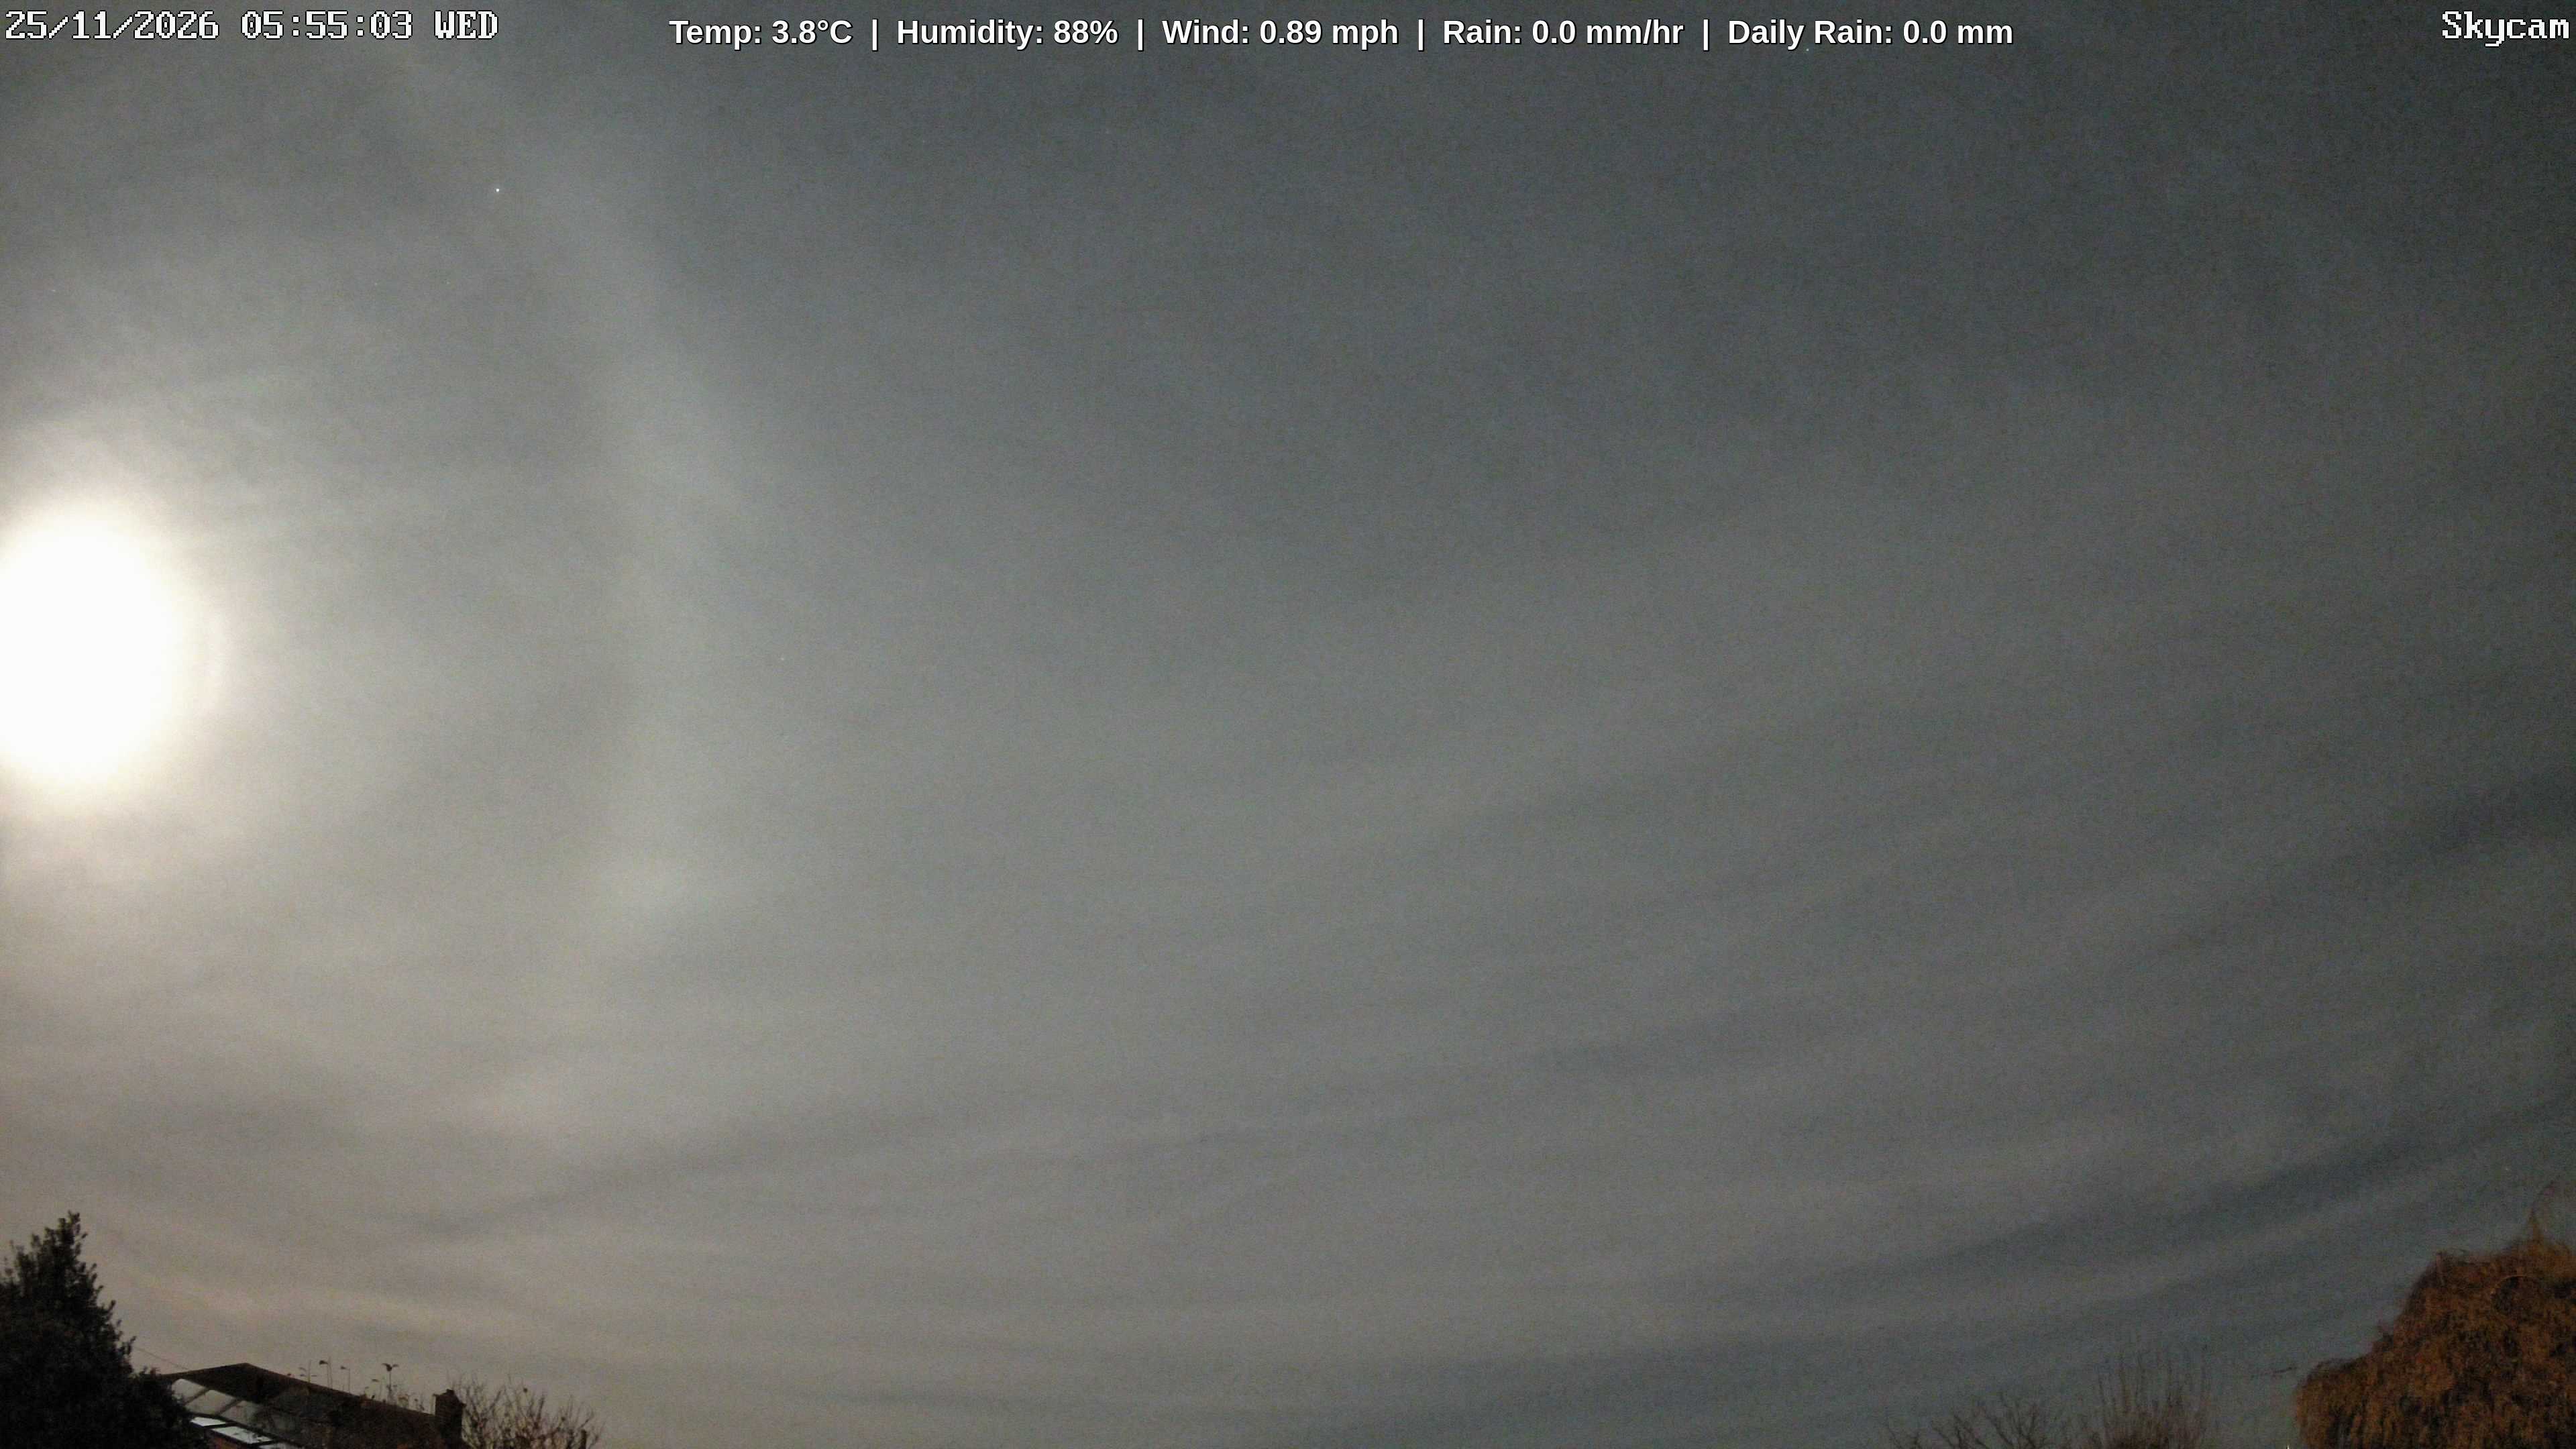 25/11/2026 05:55:03 WED
Temp: 3.8°C | Humidity: 88% | Wind: 0.89 mph | Rain: 0.0 mm/hr | Daily Rain: 0.0 mm
Skycam